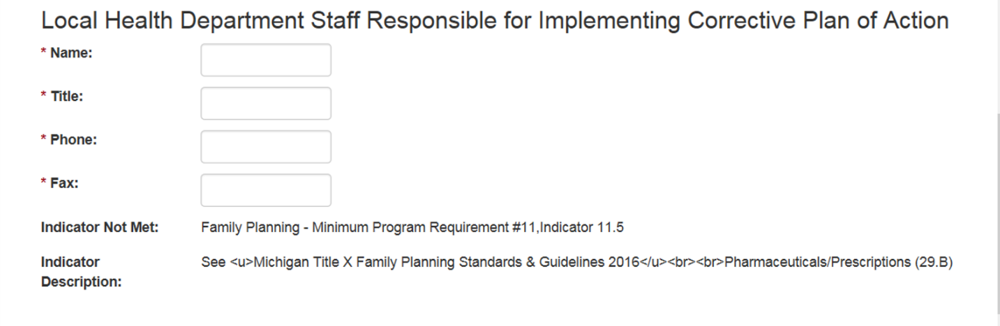 Local Health Department Staff Responsible for Implementing Corrective Plan of Action
* Name:
* Title:
* Phone:
* Fax:
Indicator Not Met: Family Planning - Minimum Program Requirement #11,Indicator 11.5
Indicator See <u>Michigan Title X Family Planning Standards & Guidelines 2016</u><br><br>Pharmaceuticals/Prescriptions (29.B)
Description: